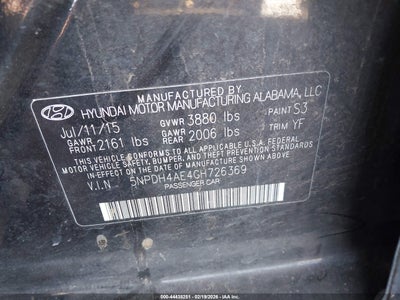 MANUFACTURED BY
HYUNDAI MOTOR MANUFACTURING ALABAMA, LLC
Jul/11/15 GVWR 3880 lbs PAINT S3
GAWR FRONT 2161 lbs GAWR REAR 2006 lbs TRIM YF
THIS VEHICLE CONFORMS TO ALL APPLICABLE U.S.A. FEDERAL
MOTOR VEHICLE SAFETY, BUMPER, AND THEFT PREVENTION STANDARDS
IN EFFECT ON THE DATE OF MANUFACTURE SHOWN ABOVE.
V.I.N 5NPDH4AE4GH726369
PASSENGER CAR
000-44438251 - 02/19/2026 - IAA Inc.